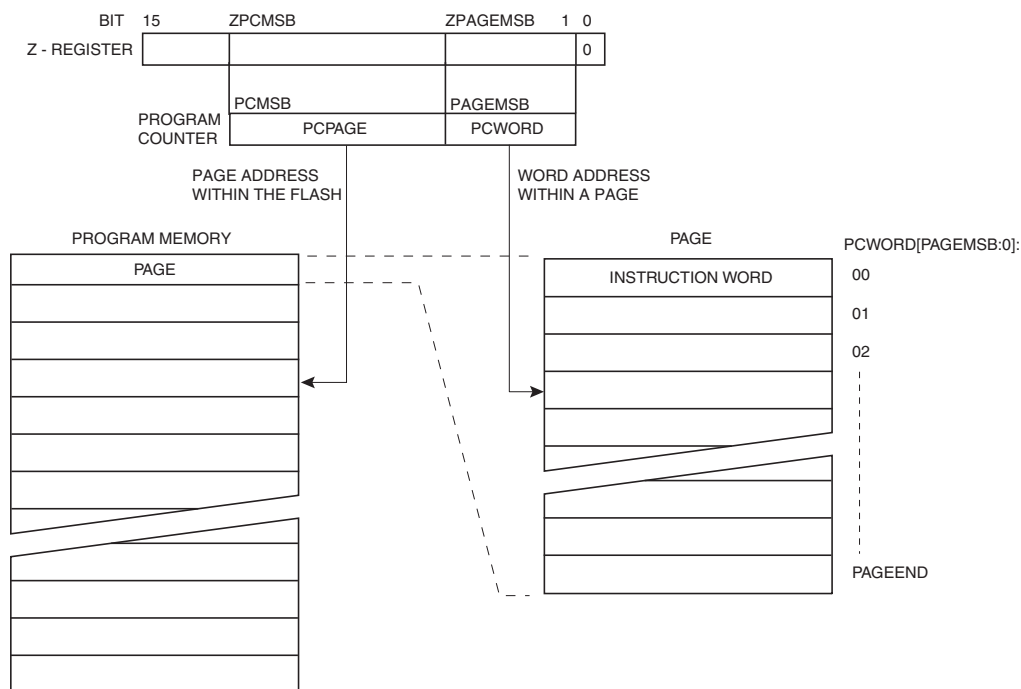 BIT 15 ZPCMSB ZPAGEMSB 1 0
Z - REGISTER 0
PCMSB PAGEMSB
PROGRAM
COUNTER
PCPAGE PCWORD
PAGE ADDRESS
WITHIN THE FLASH
WORD ADDRESS
WITHIN A PAGE
PROGRAM MEMORY
PAGE
PAGE
INSTRUCTION WORD
PCWORD[PAGEMSB:0]:
00
01
02
PAGEEND